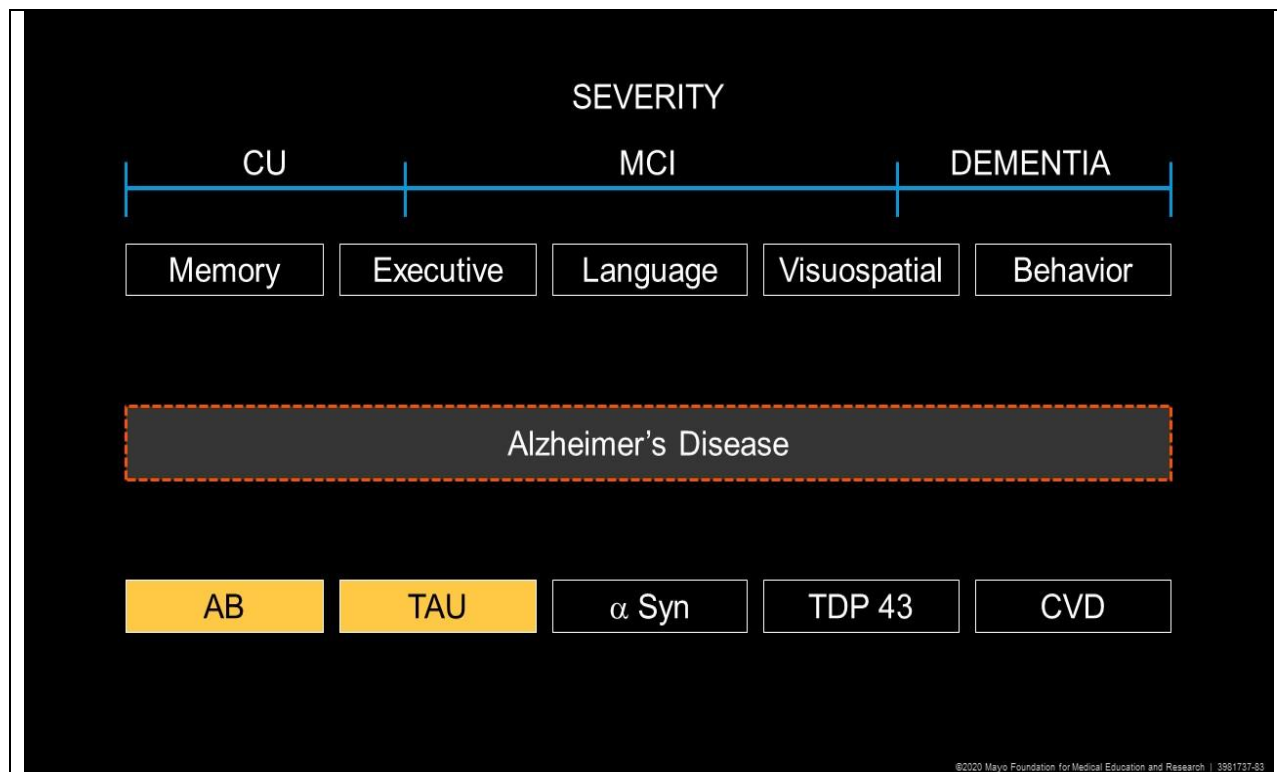 SEVERITY
CU MCI DEMENTIA
Memory Executive Language Visuospatial Behavior
Alzheimer's Disease
AB TAU α Syn TDP 43 CVD
©2020 Mayo Foundation for Medical Education and Research | 3981737-83